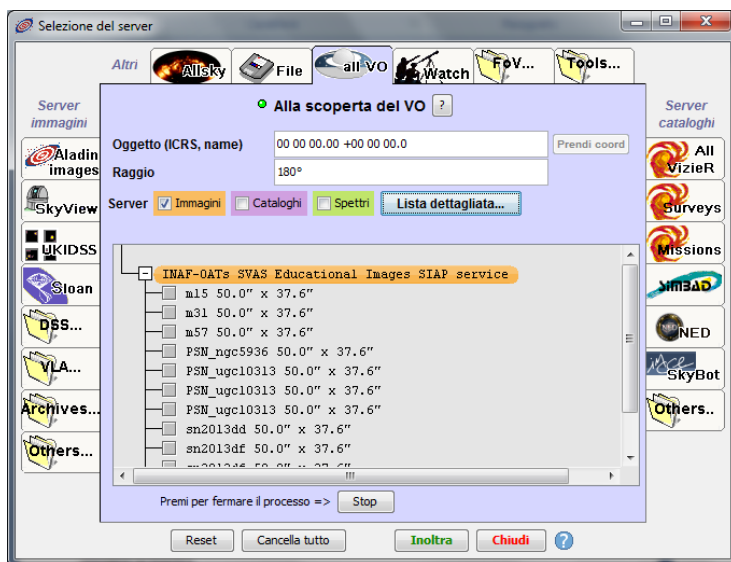 Selezione del server
Altri
Allsky
File
all-VO
Watch
FoV...
Tools...
Server immagini
Aladin images
SkyView
UKIDSS
Sloan
DSS...
VLA...
Archives..
Others...
Alla scoperta del VO ?
Oggetto (ICRS, name) 00 00 00.00 +00 00 00.0 Prendi coord
Raggio 180°
Server Immagini Cataloghi Spettri Lista dettagliata...
INAF-OATs SVAS Educational Images SIAP service
m15 50.0" x 37.6"
m31 50.0" x 37.6"
m57 50.0" x 37.6"
PSN_ngc5936 50.0" x 37.6"
PSN_ugc10313 50.0" x 37.6"
PSN_ugc10313 50.0" x 37.6"
PSN_ugc10313 50.0" x 37.6"
sn2013dd 50.0" x 37.6"
sn2013df 50.0" x 37.6"
Premi per fermare il processo => Stop
Reset Cancella tutto Inoltra Chiudi ?
Server cataloghi
All VizieR
Surveys
Missions
SIMBAD
NED
SkyBot
Others..